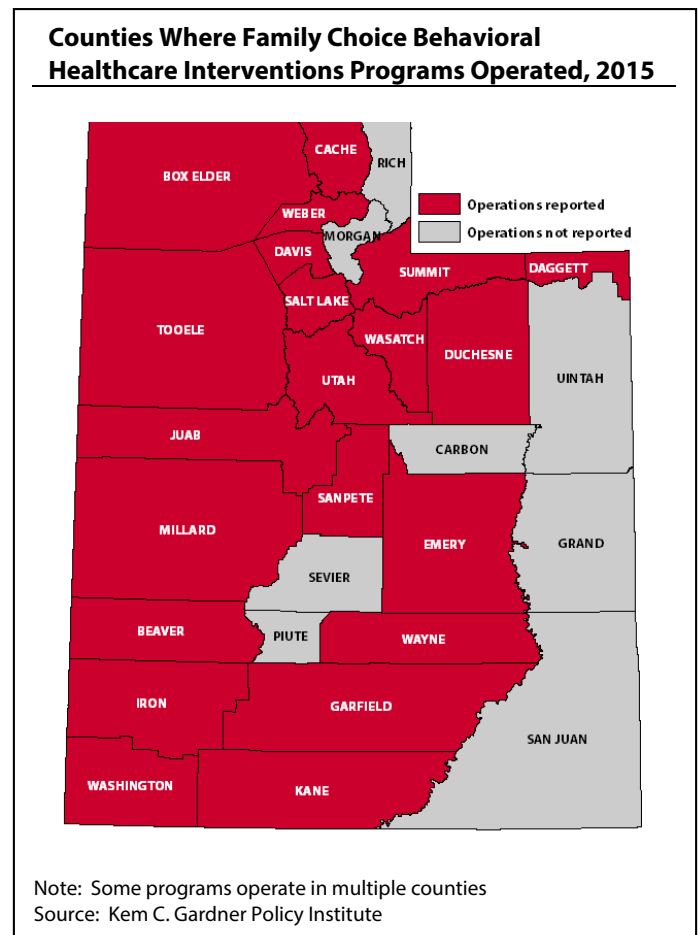 Counties Where Family Choice Behavioral
Healthcare Interventions Programs Operated, 2015
CACHE
RICH
BOX ELDER
Operations reported
WEBER
Operations not reported
MORGAN
DAVIS
SUMMIT
DAGGETT
SALT LAKE
TOOELE
WASATCH
DUCHESNE
UTAH
UINTAH
JUAB
CARBON
SANPETE
MILLARD
EMERY
GRAND
SEVIER
BEAVER
PIUTE
WAYNE
IRON
GARFIELD
SAN JUAN
WASHINGTON
KANE
Note: Some programs operate in multiple counties
Source: Kem C. Gardner Policy Institute